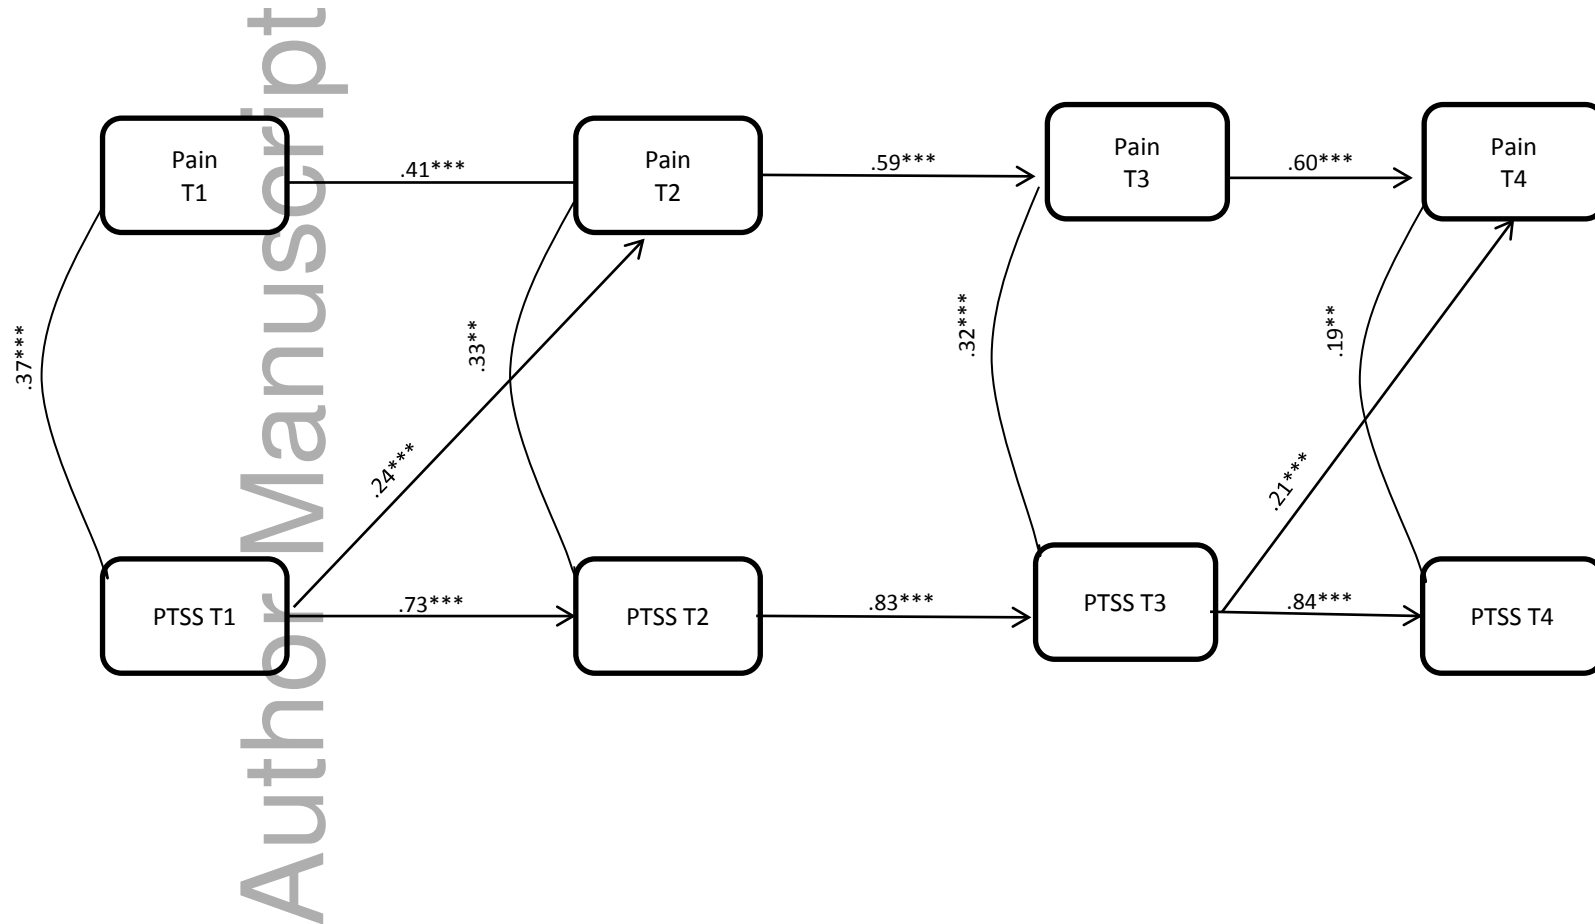 Author Manuscript
Pain
T1
.41***
Pain
T2
.59***
Pain
T3
.60***
Pain
T4
.37***
.24***
.33**
.32***
.21***
.19**
PTSS T1
.73***
PTSS T2
.83***
PTSS T3
.84***
PTSS T4